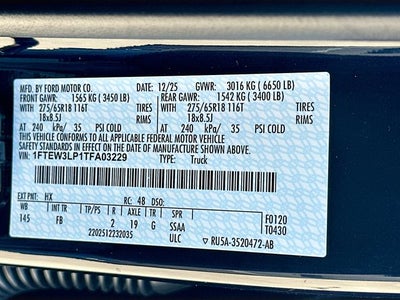 MFD. BY FORD MOTOR CO. 12/25 GVWR: 3016 KG ( 6650 LB)
FRONT GAWR: 1565 KG ( 3450 LB) REAR GAWR: 1542 KG ( 3400 LB)
WITH 275/65R18 116T TIRES WITH 275/65R18 116T TIRES
18x8.5J RIMS 18x8.5J RIMS
AT 240 kPa/ 35 PSI COLD AT 240 kPa/ 35 PSI COLD
THIS VEHICLE CONFORMS TO ALL APPLICABLE FEDERAL MOTOR VEHICLE
SAFETY STANDARDS IN EFFECT ON DATE OF MANUFACTURE SHOWN ABOVE.
VIN: 1FTEW3LP1TFA03229 TYPE: Truck
EXT PNT: HX RC: 48 DSO:
WB INT TR TP/PS R AXLE TR SPR F0120
145 FB 2 19 G SSAA T0430
2202512232035 ULC RU5A-3520472-AB